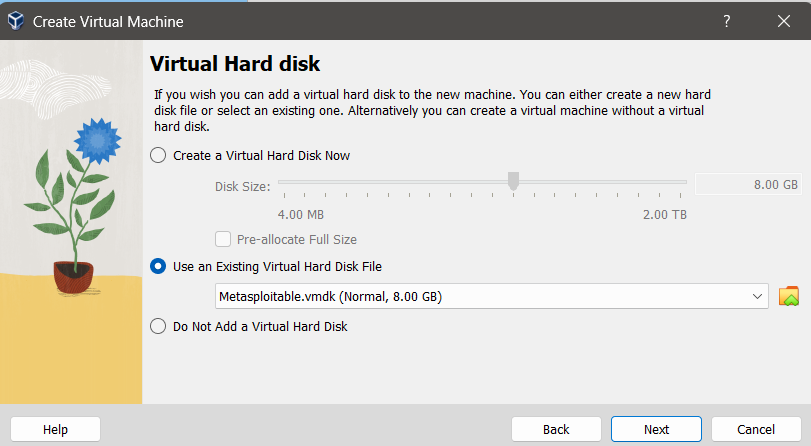 Create Virtual Machine
?
Virtual Hard disk
If you wish you can add a virtual hard disk to the new machine. You can either create a new hard
disk file or select an existing one. Alternatively you can create a virtual machine without a virtual
hard disk.
Create a Virtual Hard Disk Now
Disk Size:
8.00 GB
4.00 MB
2.00 TB
Pre-allocate Full Size
Use an Existing Virtual Hard Disk File
Metasploitable.vmdk (Normal, 8.00 GB)
Do Not Add a Virtual Hard Disk
Help
Back
Next
Cancel